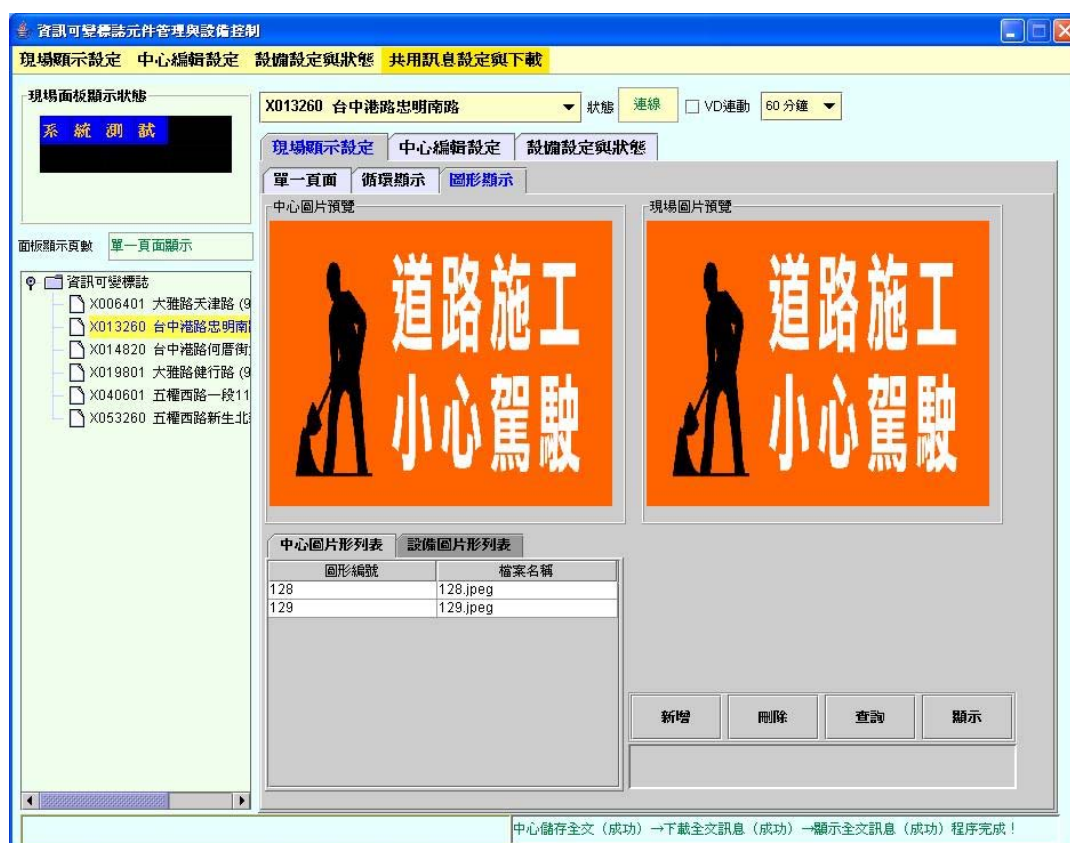 資訊可變標誌元件管理與設備控制
現場顯示設定 中心編輯設定 設備設定與狀態 共用訊息設定與下載
現場面板顯示狀態
系統測試
面板顯示頁數 單一頁面顯示
資訊可變標誌
X006401 大雅路天津路 (9
X013260 台中港路忠明南
X014820 台中港路何厝街
X019801 大雅路健行路 (9
X040601 五權西路一段11
X053260 五權西路新生北
X013260 台中港路忠明南路 狀態 連線 VD連動 60 分鐘
現場顯示設定 中心編輯設定 設備設定與狀態
單一頁面 循環顯示 圖形顯示
中心圖片預覽
道路施工
小心駕駛
現場圖片預覽
道路施工
小心駕駛
中心圖片形列表 設備圖片形列表
圖形編號 檔案名稱
128 128.jpeg
129 129.jpeg
新增 刪除 查詢 顯示
中心儲存全文（成功）→下載全文訊息（成功）→顯示全文訊息（成功）程序完成！